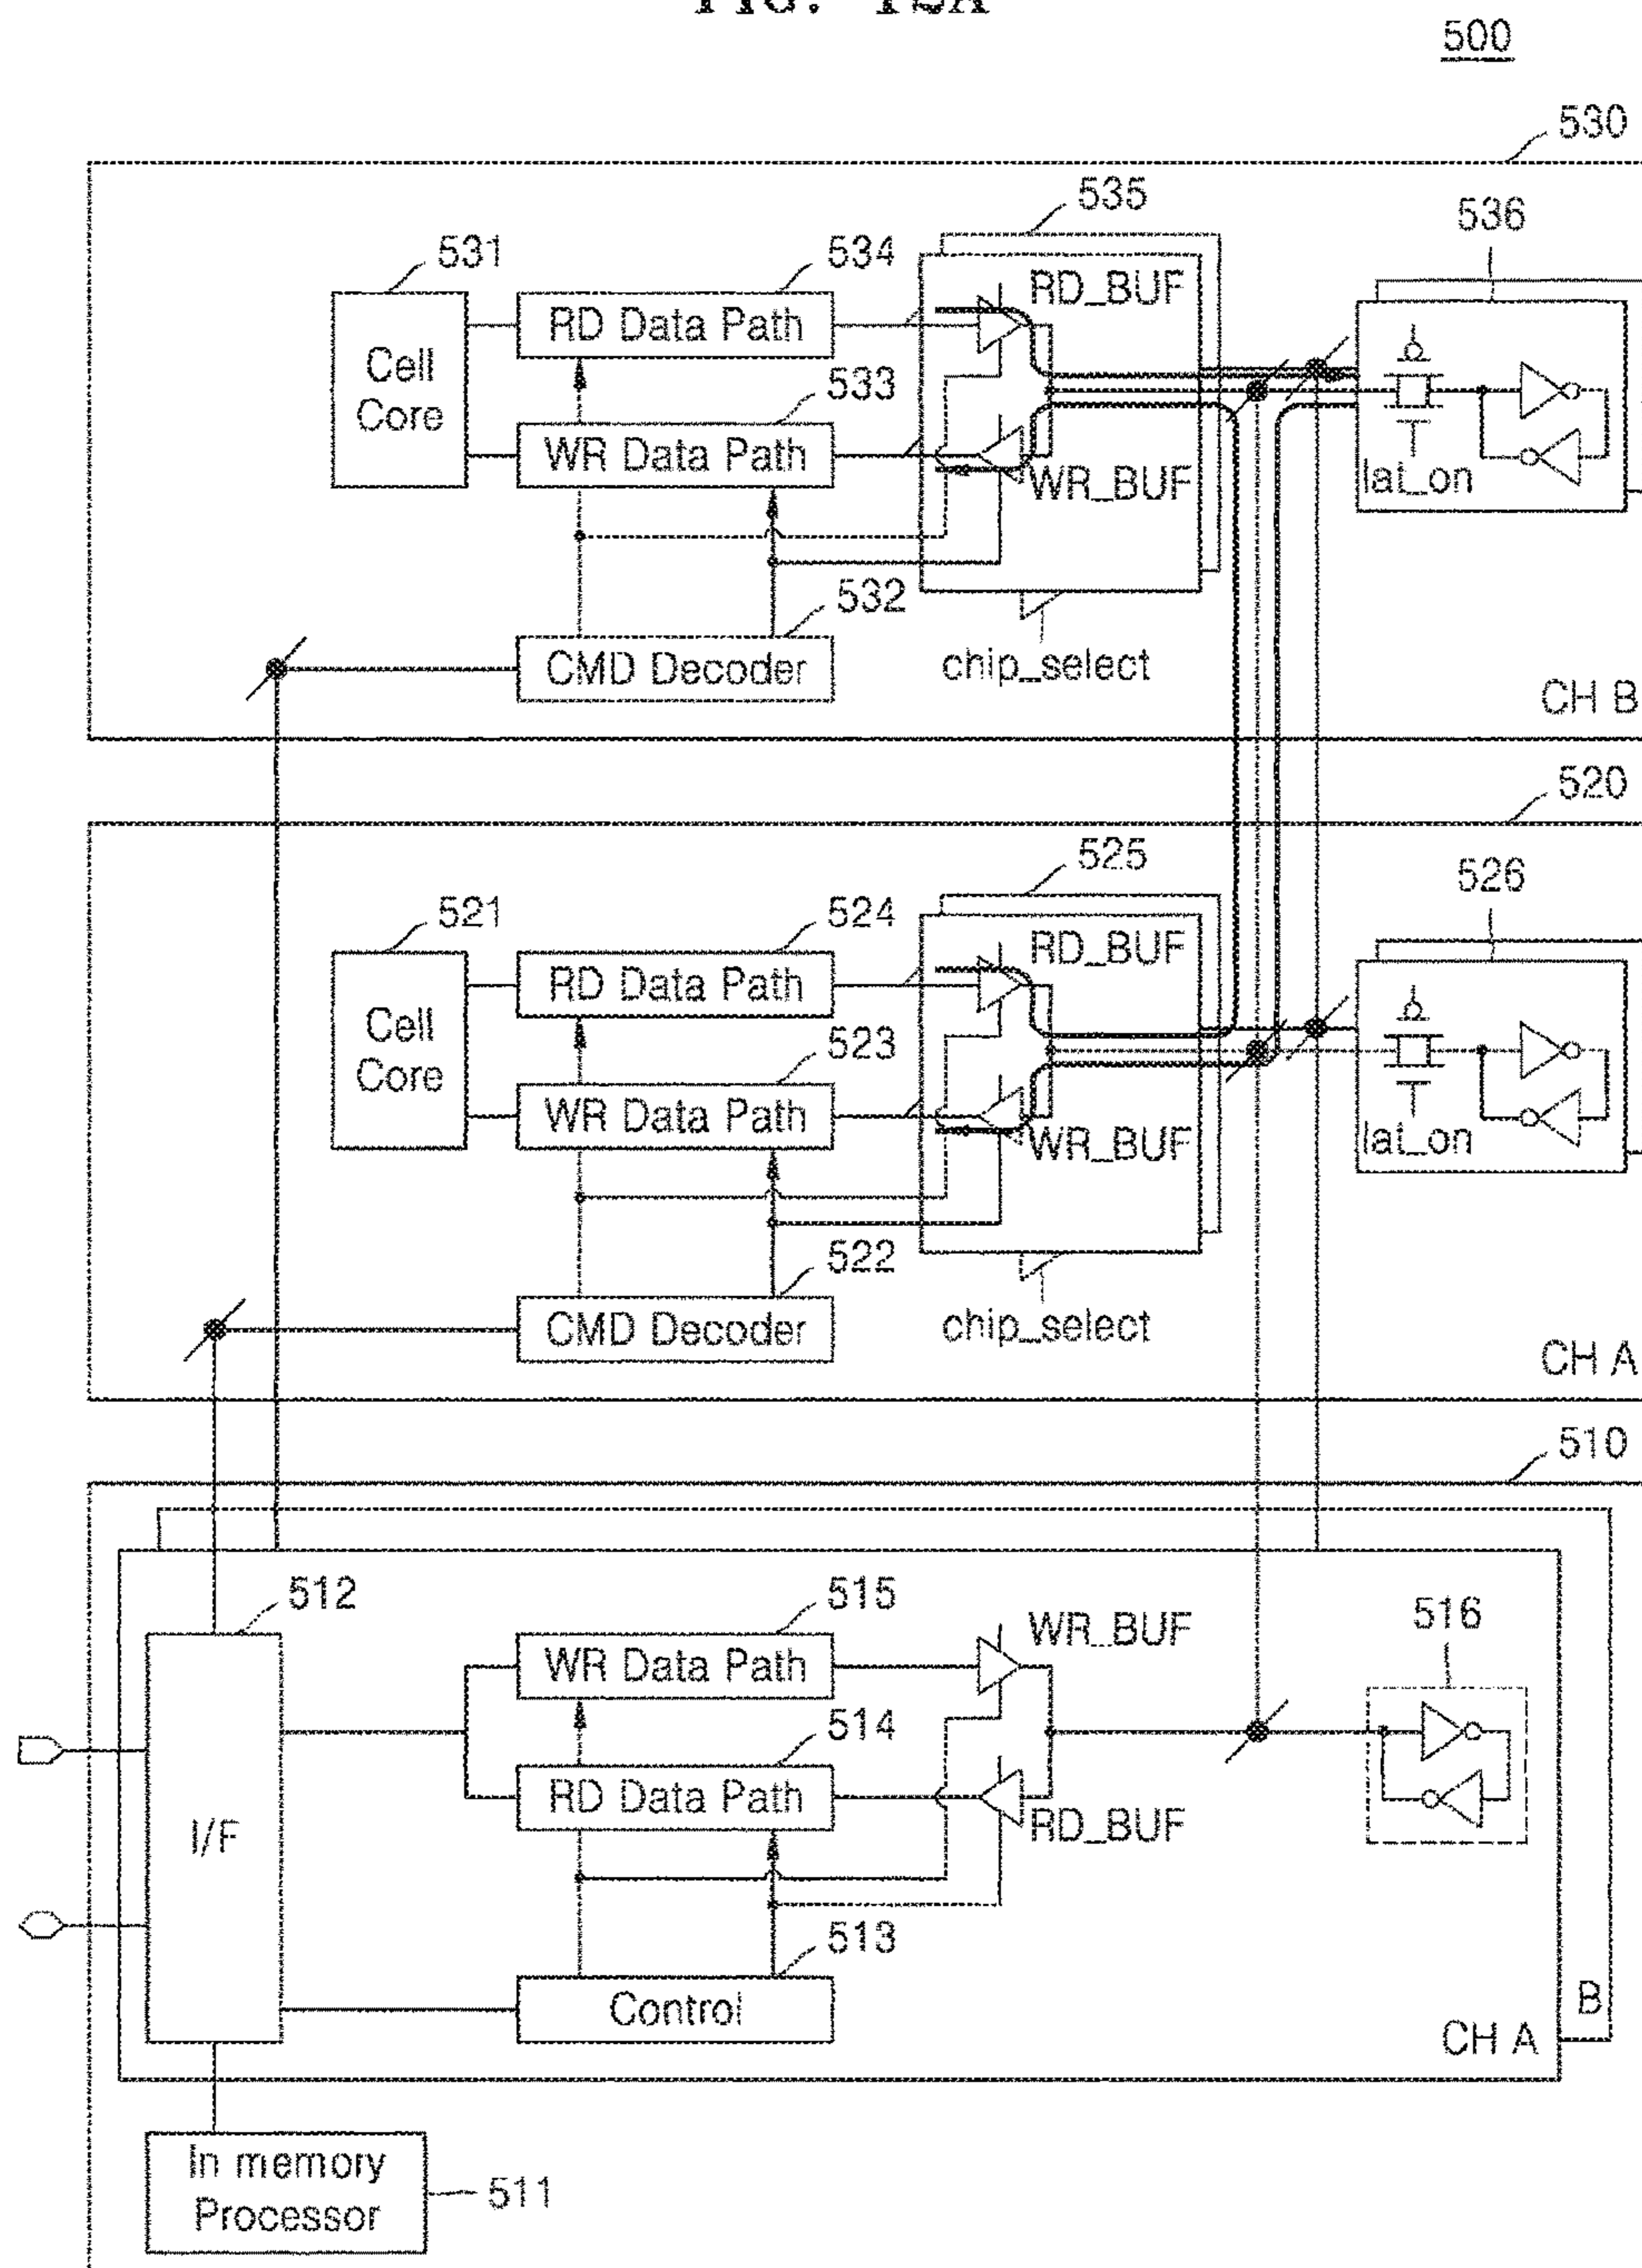 500
530
535
536
531
534
RD_BUF
RD Data Path
Cell
Core
533
WR Data Path
WR_BUF
lat_on
532
CMD Decoder
chip_select
CH B
520
525
526
521
524
RD_BUF
RD Data Path
Cell
Core
523
WR Data Path
WR_BUF
lat_on
522
CMD Decoder
chip_select
CH A
510
512
515
WR_BUF
516
WR Data Path
514
RD Data Path
RD_BUF
I/F
513
Control
B
CH A
In memory
Processor
511